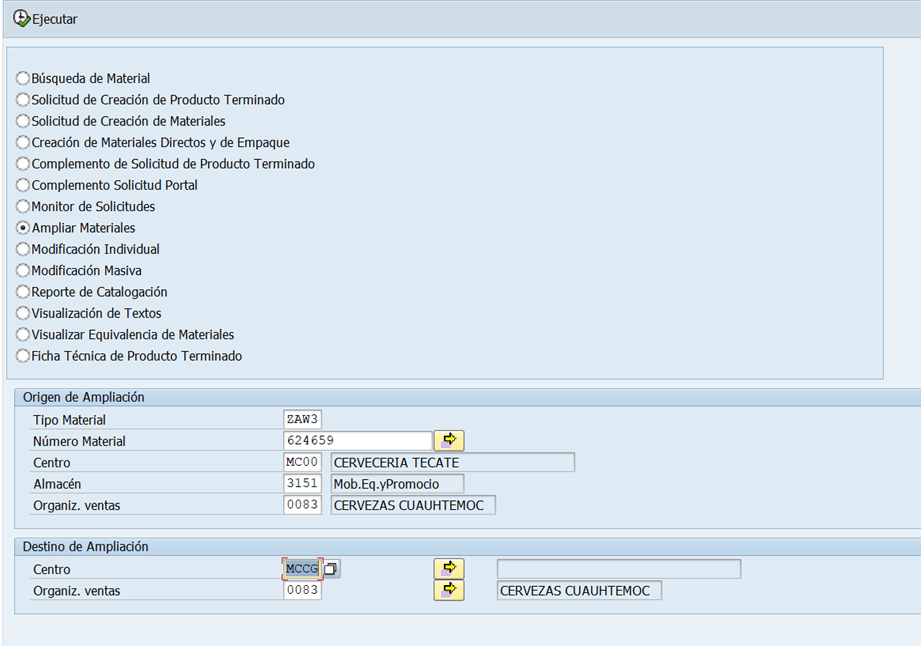 Ejecutar
Búsqueda de Material
Solicitud de Creación de Producto Terminado
Solicitud de Creación de Materiales
Creación de Materiales Directos y de Empaque
Complemento de Solicitud de Producto Terminado
Complemento Solicitud Portal
Monitor de Solicitudes
Ampliar Materiales
Modificación Individual
Modificación Masiva
Reporte de Catalogación
Visualización de Textos
Visualizar Equivalencia de Materiales
Ficha Técnica de Producto Terminado
Origen de Ampliación
Tipo Material ZAW3
Número Material 624659
Centro MC00 CERVECERIA TECATE
Almacén 3151 Mob.Eq.yPromocio
Organiz. ventas 0083 CERVEZAS CUAUHTEMOC
Destino de Ampliación
Centro MCCG
Organiz. ventas 0083 CERVEZAS CUAUHTEMOC